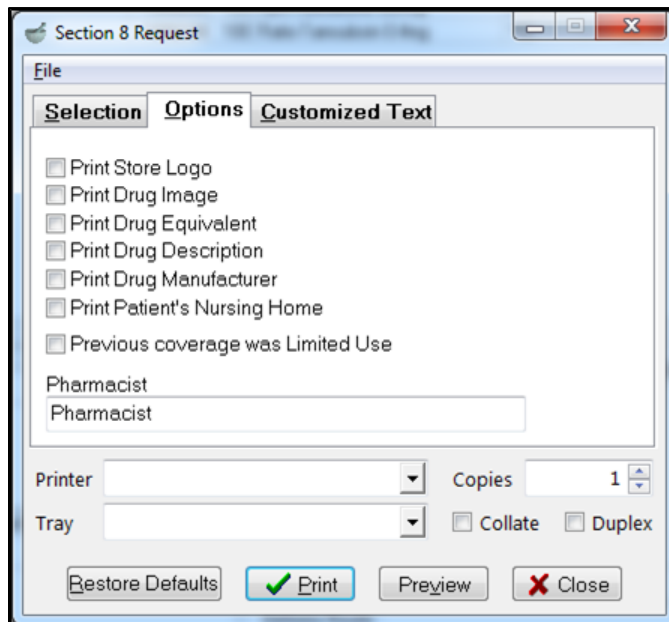 Section 8 Request
File
Selection Options Customized Text
Print Store Logo
Print Drug Image
Print Drug Equivalent
Print Drug Description
Print Drug Manufacturer
Print Patient's Nursing Home
Previous coverage was Limited Use
Pharmacist
Pharmacist
Printer Copies 1
Tray Collate Duplex
Restore Defaults Print Preview Close